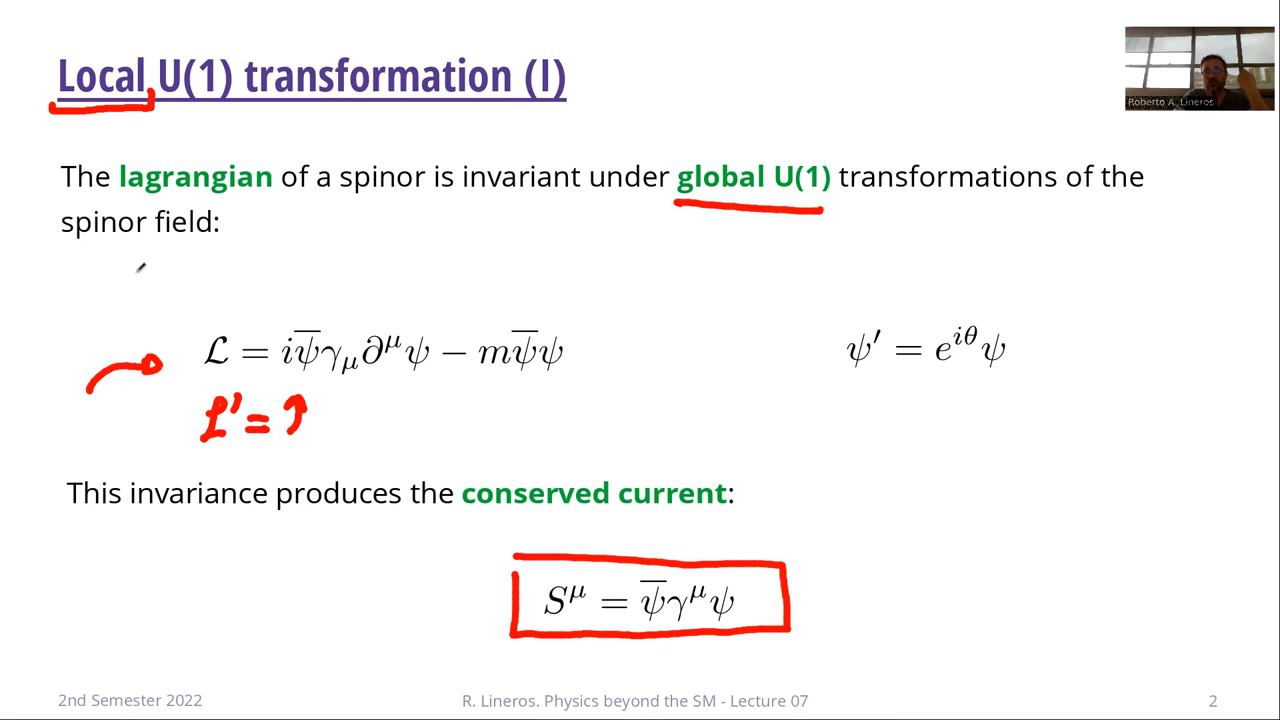 Local U(1) transformation (I)
Roberto A. Lineros
The lagrangian of a spinor is invariant under global U(1) transformations of the
spinor field:
ℒ = iψ̅γ_μ∂^μψ − mψ̅ψ
ψ′ = e^{iθ}ψ
ℒ' = ↑
This invariance produces the conserved current:
S^μ = ψ̅γ^μψ
2nd Semester 2022
R. Lineros. Physics beyond the SM - Lecture 07
2